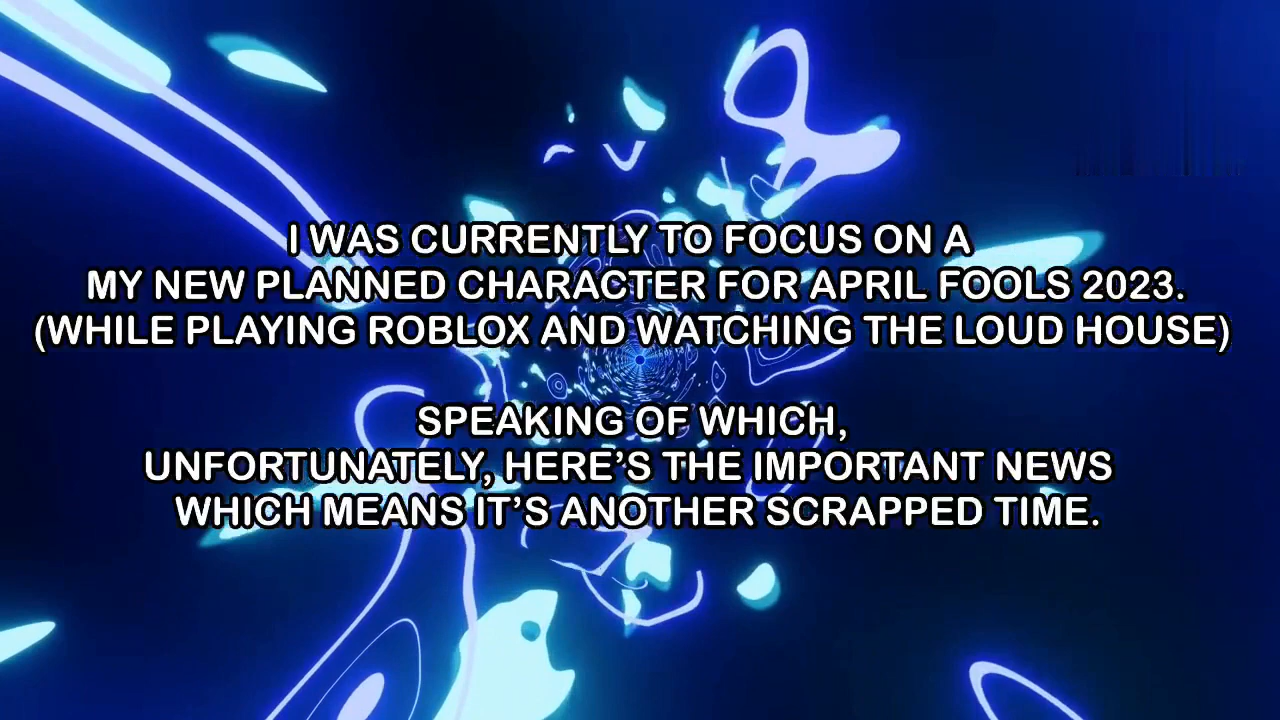 I WAS CURRENTLY TO FOCUS ON A
MY NEW PLANNED CHARACTER FOR APRIL FOOLS 2023.
(WHILE PLAYING ROBLOX AND WATCHING THE LOUD HOUSE)
SPEAKING OF WHICH,
UNFORTUNATELY, HERE’S THE IMPORTANT NEWS
WHICH MEANS IT’S ANOTHER SCRAPPED TIME.